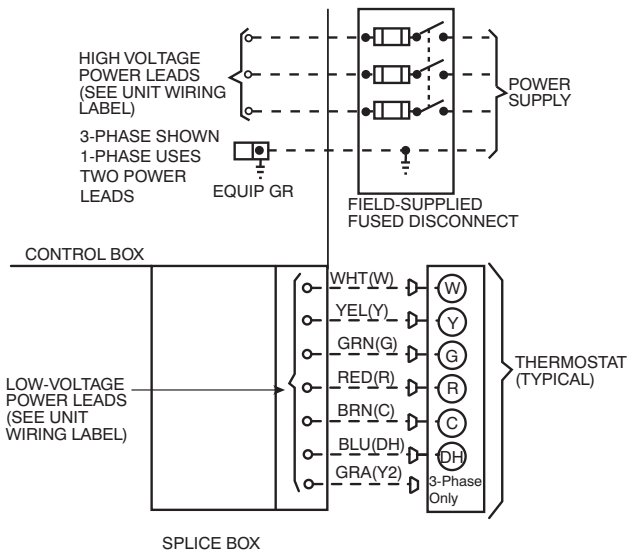 HIGH VOLTAGE
POWER LEADS
(SEE UNIT WIRING
LABEL)
POWER
SUPPLY
3-PHASE SHOWN
1-PHASE USES
TWO POWER
LEADS
EQUIP GR
FIELD-SUPPLIED
FUSED DISCONNECT
CONTROL BOX
WHT(W)
W
YEL(Y)
Y
GRN(G)
G
RED(R)
R
BRN(C)
C
BLU(DH)
DH
GRA(Y2)
3-Phase
Only
THERMOSTAT
(TYPICAL)
LOW-VOLTAGE
POWER LEADS
(SEE UNIT
WIRING LABEL)
SPLICE BOX